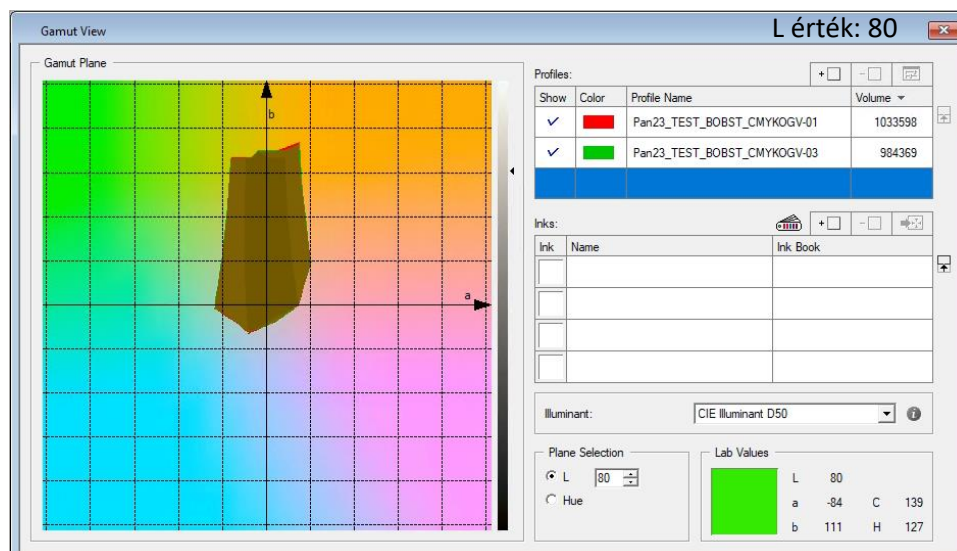 Gamut View
L érték: 80
Gamut Plane
b
a
Profiles:
Show Color Profile Name Volume
Pan23_TEST_BOBST_CMYKOGV-01 1033598
Pan23_TEST_BOBST_CMYKOGV-03 984369
Inks:
Ink Name Ink Book
Illuminant: CIE Illuminant D50
Plane Selection
L 80
Hue
Lab Values
L 80
a -84 C 139
b 111 H 127